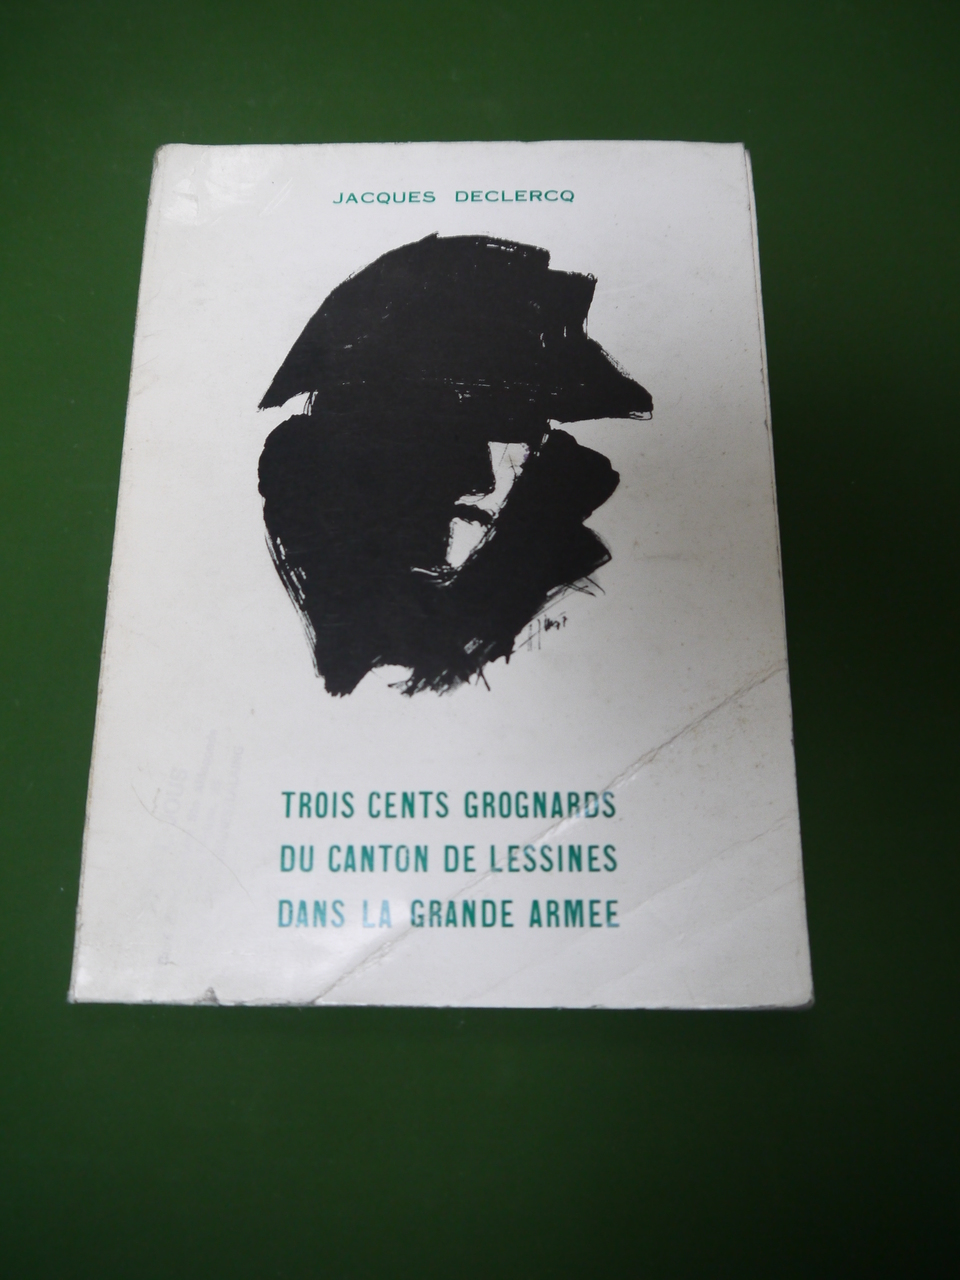 JACQUES DECLERCQ
TROIS CENTS GROGNARDS
DU CANTON DE LESSINES
DANS LA GRANDE ARMEE